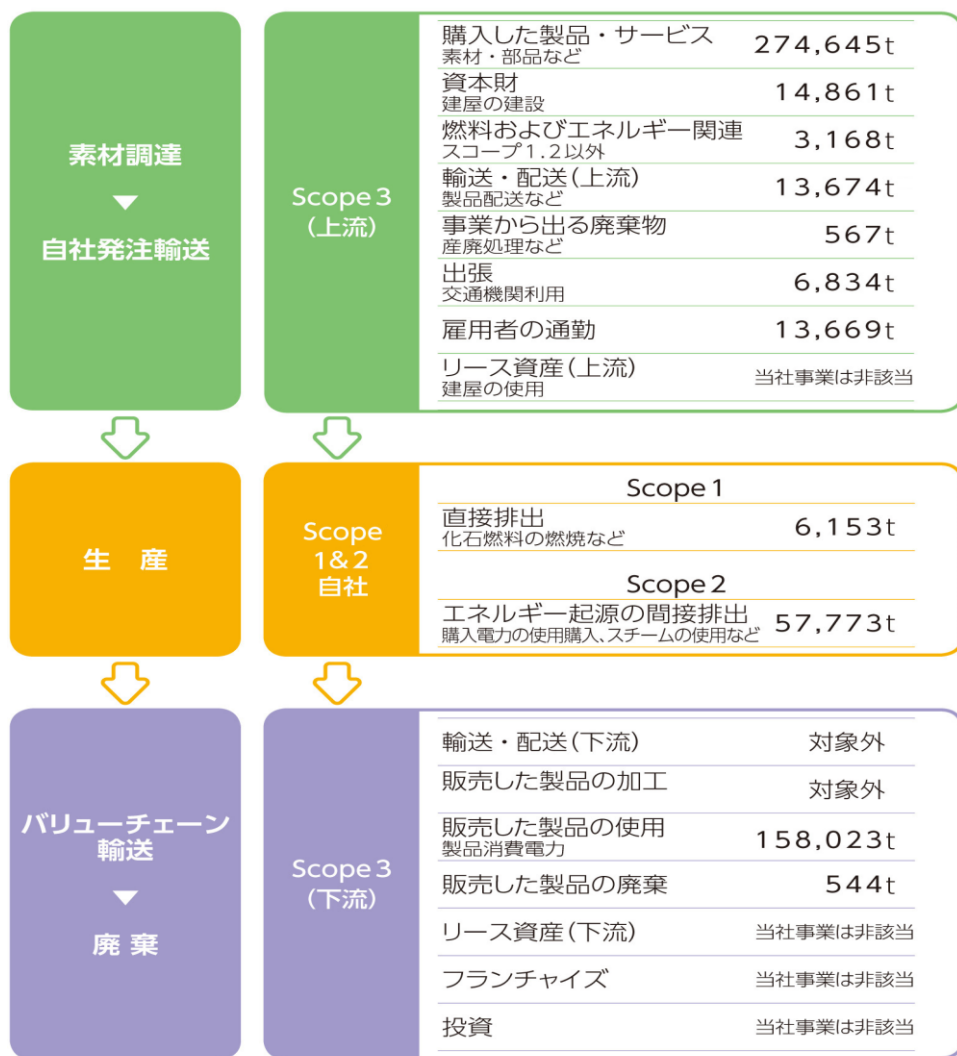 素材調達
▼
自社発注輸送
Scope3
(上流)
購入した製品・サービス 274,645t
素材・部品など
資本財 14,861t
建屋の建設
燃料およびエネルギー関連 3,168t
スコープ1.2以外
輸送・配送(上流) 13,674t
製品配送など
事業から出る廃棄物 567t
産廃処理など
出張 6,834t
交通機関利用
雇用者の通勤 13,669t
リース資産(上流) 当社事業は非該当
建屋の使用
生 産
Scope
1&2
自社
Scope1
直接排出 6,153t
化石燃料の燃焼など
Scope2
エネルギー起源の間接排出 57,773t
購入電力の使用購入、スチームの使用など
バリューチェーン
輸送
▼
廃 棄
Scope3
(下流)
輸送・配送(下流) 対象外
販売した製品の加工 対象外
販売した製品の使用 158,023t
製品消費電力
販売した製品の廃棄 544t
リース資産(下流) 当社事業は非該当
フランチャイズ 当社事業は非該当
投資 当社事業は非該当